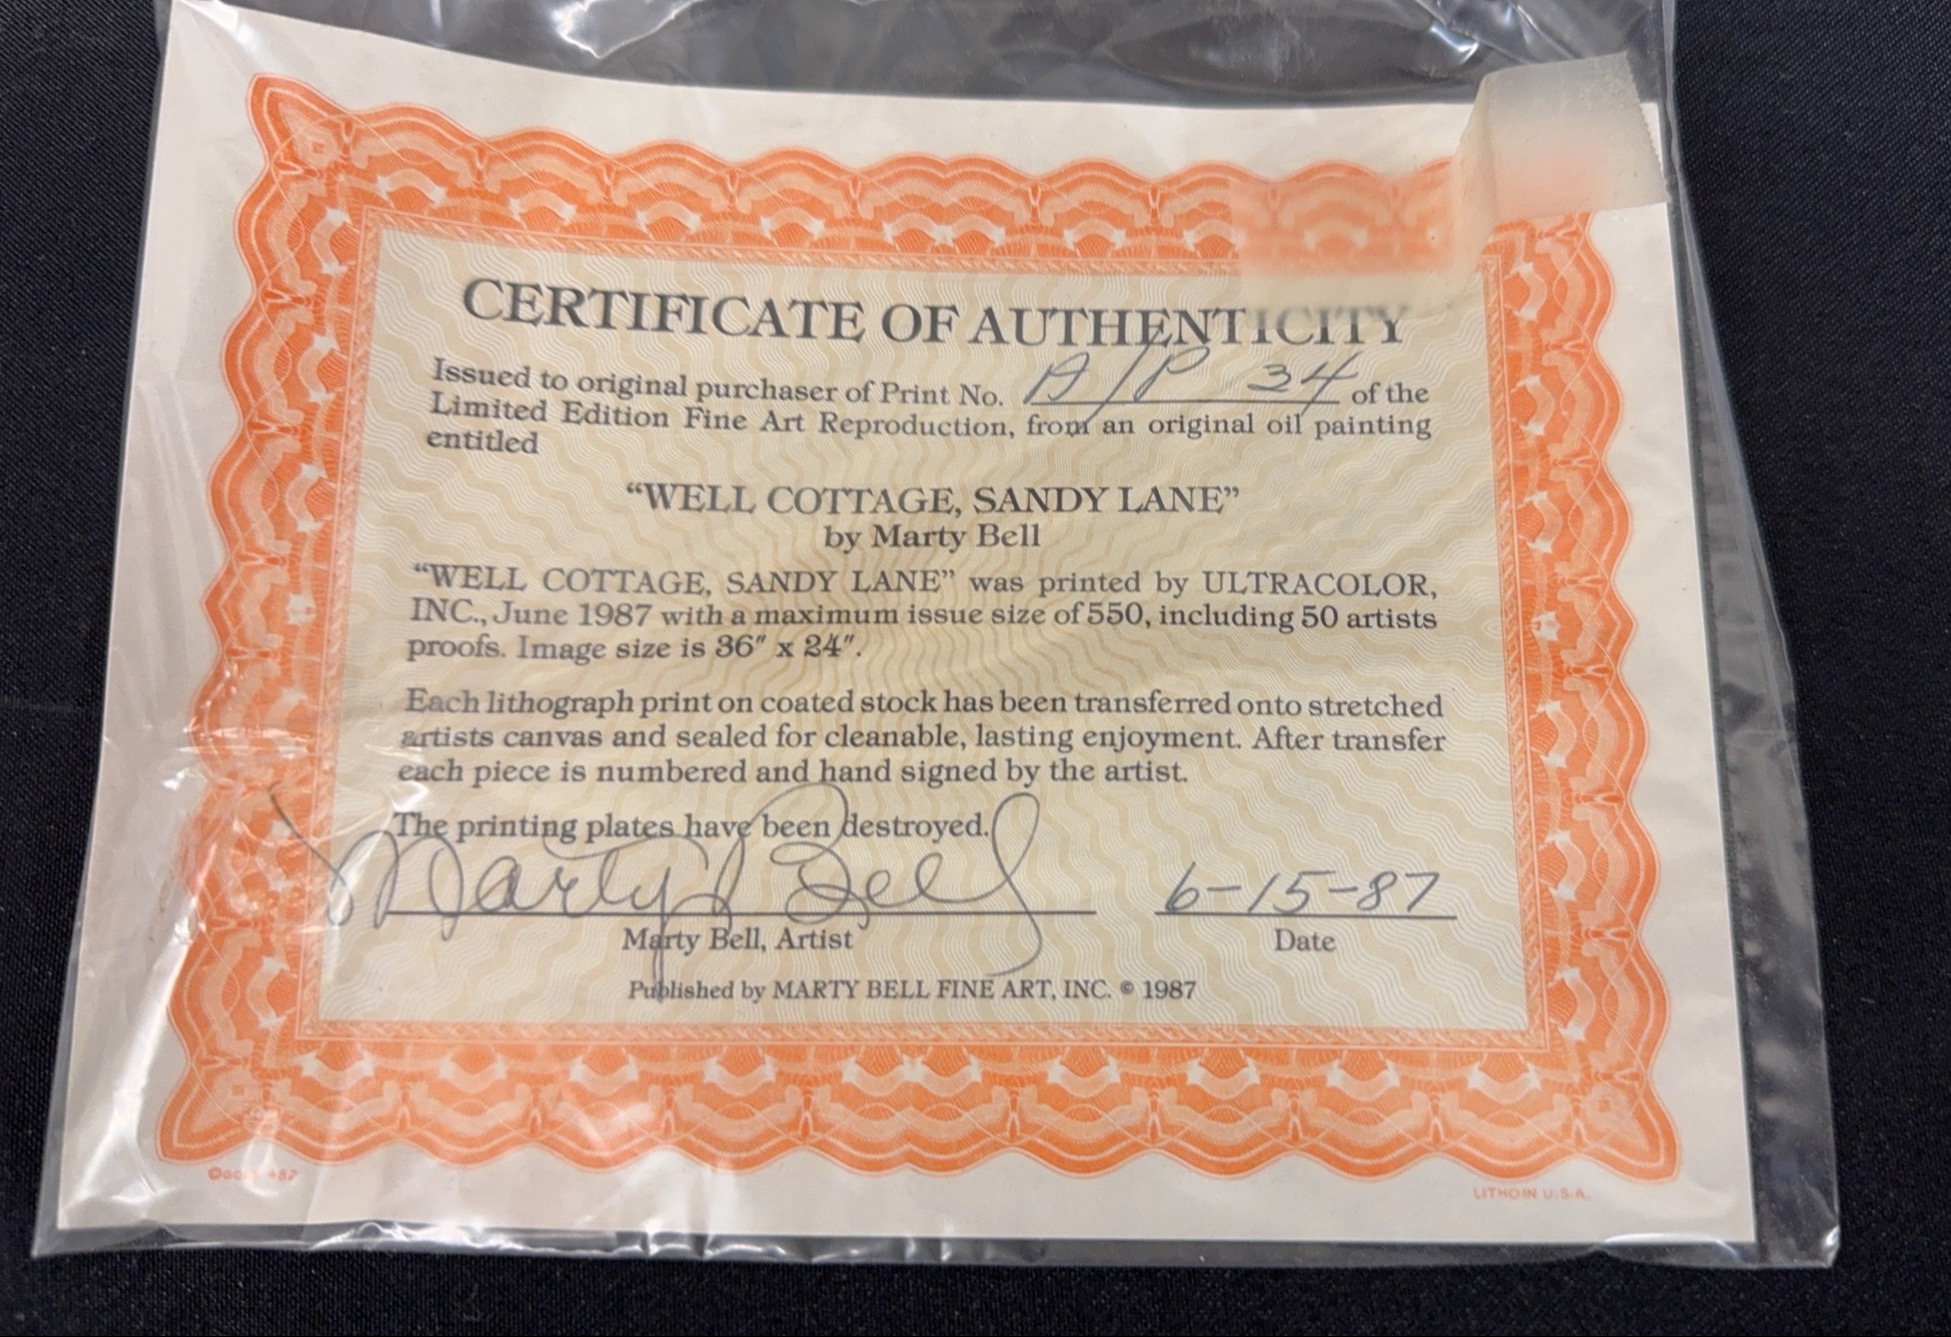 CERTIFICATE OF AUTHENTICITY
Issued to original purchaser of Print No. A/P 34 of the
Limited Edition Fine Art Reproduction, from an original oil painting
entitled
“WELL COTTAGE, SANDY LANE”
by Marty Bell
“WELL COTTAGE, SANDY LANE” was printed by ULTRACOLOR,
INC., June 1987 with a maximum issue size of 550, including 50 artists
proofs. Image size is 36″ x 24″.
Each lithograph print on coated stock has been transferred onto stretched
artists canvas and sealed for cleanable, lasting enjoyment. After transfer
each piece is numbered and hand signed by the artist.
The printing plates have been destroyed.
Marty Bell 6-15-87
Marty Bell, Artist Date
Published by MARTY BELL FINE ART, INC. © 1987
LITHO IN U.S.A.